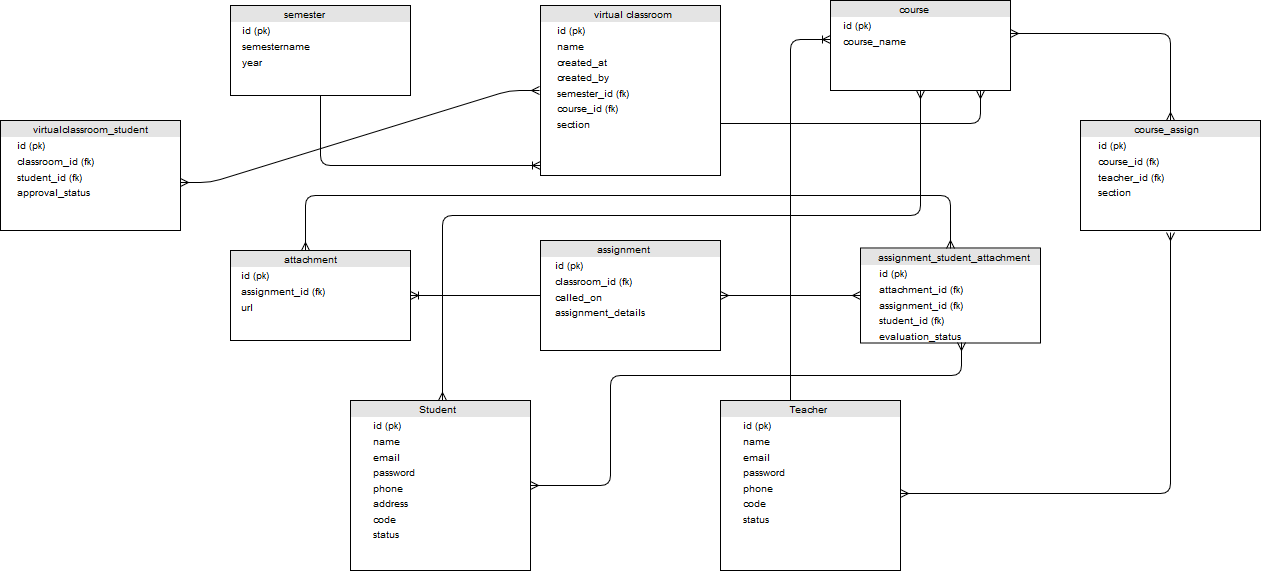 semester
id (pk)
semestername
year
virtual classroom
id (pk)
name
created_at
created_by
semester_id (fk)
course_id (fk)
section
course
id (pk)
course_name
virtualclassroom_student
id (pk)
classroom_id (fk)
student_id (fk)
approval_status
course_assign
id (pk)
course_id (fk)
teacher_id (fk)
section
attachment
id (pk)
assignment_id (fk)
url
assignment
id (pk)
classroom_id (fk)
called_on
assignment_details
assignment_student_attachment
id (pk)
attachment_id (fk)
assignment_id (fk)
student_id (fk)
evaluation_status
Student
id (pk)
name
email
password
phone
address
code
status
Teacher
id (pk)
name
email
password
phone
code
status